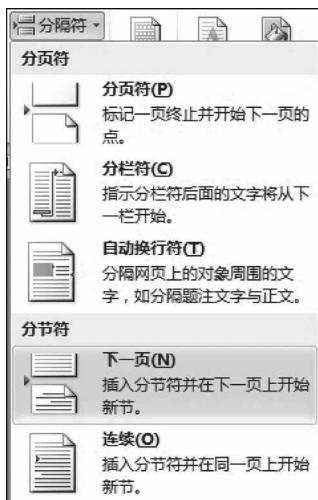 分隔符
分页符
分页符(P)
标记一页终止并开始下一页的
点。
分栏符(C)
指示分栏符后面的文字将从下
一栏开始。
自动换行符(T)
分隔网页上的对象周围的文
字，如分隔题注文字与正文。
分节符
下一页(N)
插入分节符并在下一页上开始
新节。
连续(O)
插入分节符并在同一页上开始
新节。